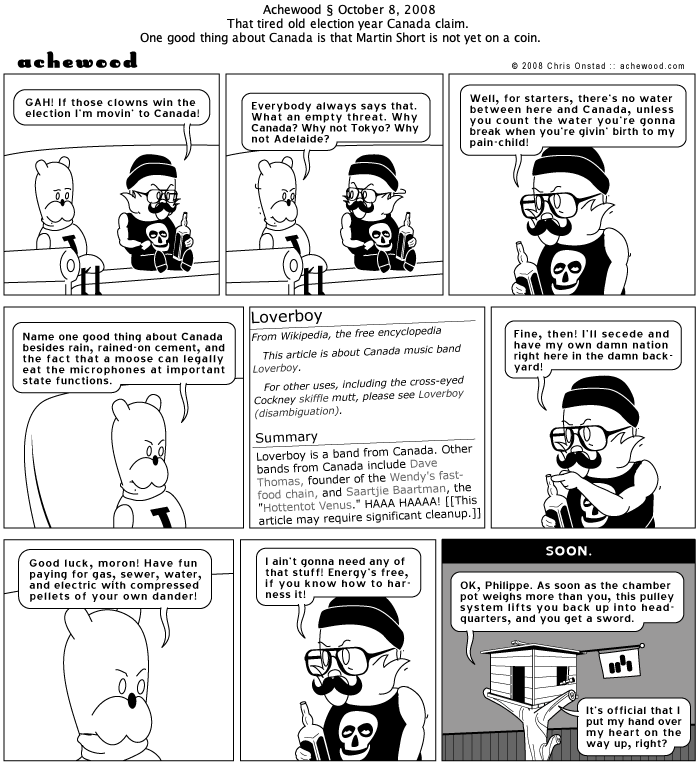 Achewood § October 8, 2008
That tired old election year Canada claim.
One good thing about Canada is that Martin Short is not yet on a coin.
achewood
© 2008 Chris Onstad :: achewood.com
GAH! If those clowns win the
election I'm movin' to Canada!
Everybody always says that.
What an empty threat. Why
Canada? Why not Tokyo? Why
not Adelaide?
Well, for starters, there's no water
between here and Canada, unless
you count the water you're gonna
break when you're givin' birth to my
pain-child!
Name one good thing about Canada
besides rain, rained-on cement, and
the fact that a moose can legally
eat the microphones at important
state functions.
Loverboy
From Wikipedia, the free encyclopedia
This article is about Canada music band
Loverboy.
For other uses, including the cross-eyed
Cockney skiffle mutt, please see Loverboy
(disambiguation).
Summary
Loverboy is a band from Canada. Other
bands from Canada include Dave
Thomas, founder of the Wendy's fast-
food chain, and Saartjie Baartman, the
"Hottentot Venus." HAAA HAAAA! [[This
article may require significant cleanup.]]
Fine, then! I'll secede and
have my own damn nation
right here in the damn back-
yard!
Good luck, moron! Have fun
paying for gas, sewer, water,
and electric with compressed
pellets of your own dander!
I ain't gonna need any of
that stuff! Energy's free,
if you know how to har-
ness it!
SOON.
OK, Philippe. As soon as the chamber
pot weighs more than you, this pulley
system lifts you back up into head-
quarters, and you get a sword.
It's official that I
put my hand over
my heart on the
way up, right?